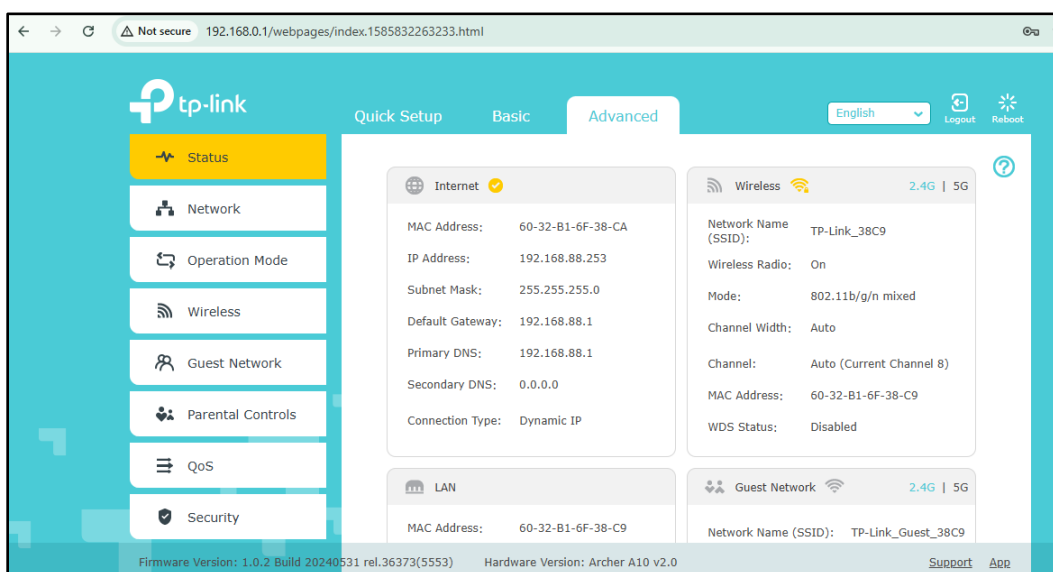 Not secure 192.168.0.1/webpages/index.1585832263233.html
tp-link
Quick Setup Basic Advanced English Logout Reboot
Status
Network
Operation Mode
Wireless
Guest Network
Parental Controls
QoS
Security
Internet
MAC Address: 60-32-B1-6F-38-CA
IP Address: 192.168.88.253
Subnet Mask: 255.255.255.0
Default Gateway: 192.168.88.1
Primary DNS: 192.168.88.1
Secondary DNS: 0.0.0.0
Connection Type: Dynamic IP
Wireless 2.4G | 5G
Network Name
(SSID): TP-Link_38C9
Wireless Radio: On
Mode: 802.11b/g/n mixed
Channel Width: Auto
Channel: Auto (Current Channel 8)
MAC Address: 60-32-B1-6F-38-C9
WDS Status: Disabled
LAN
MAC Address: 60-32-B1-6F-38-C9
Guest Network 2.4G | 5G
Network Name (SSID): TP-Link_Guest_38C9
Firmware Version: 1.0.2 Build 20240531 rel.36373(5553) Hardware Version: Archer A10 v2.0 Support App